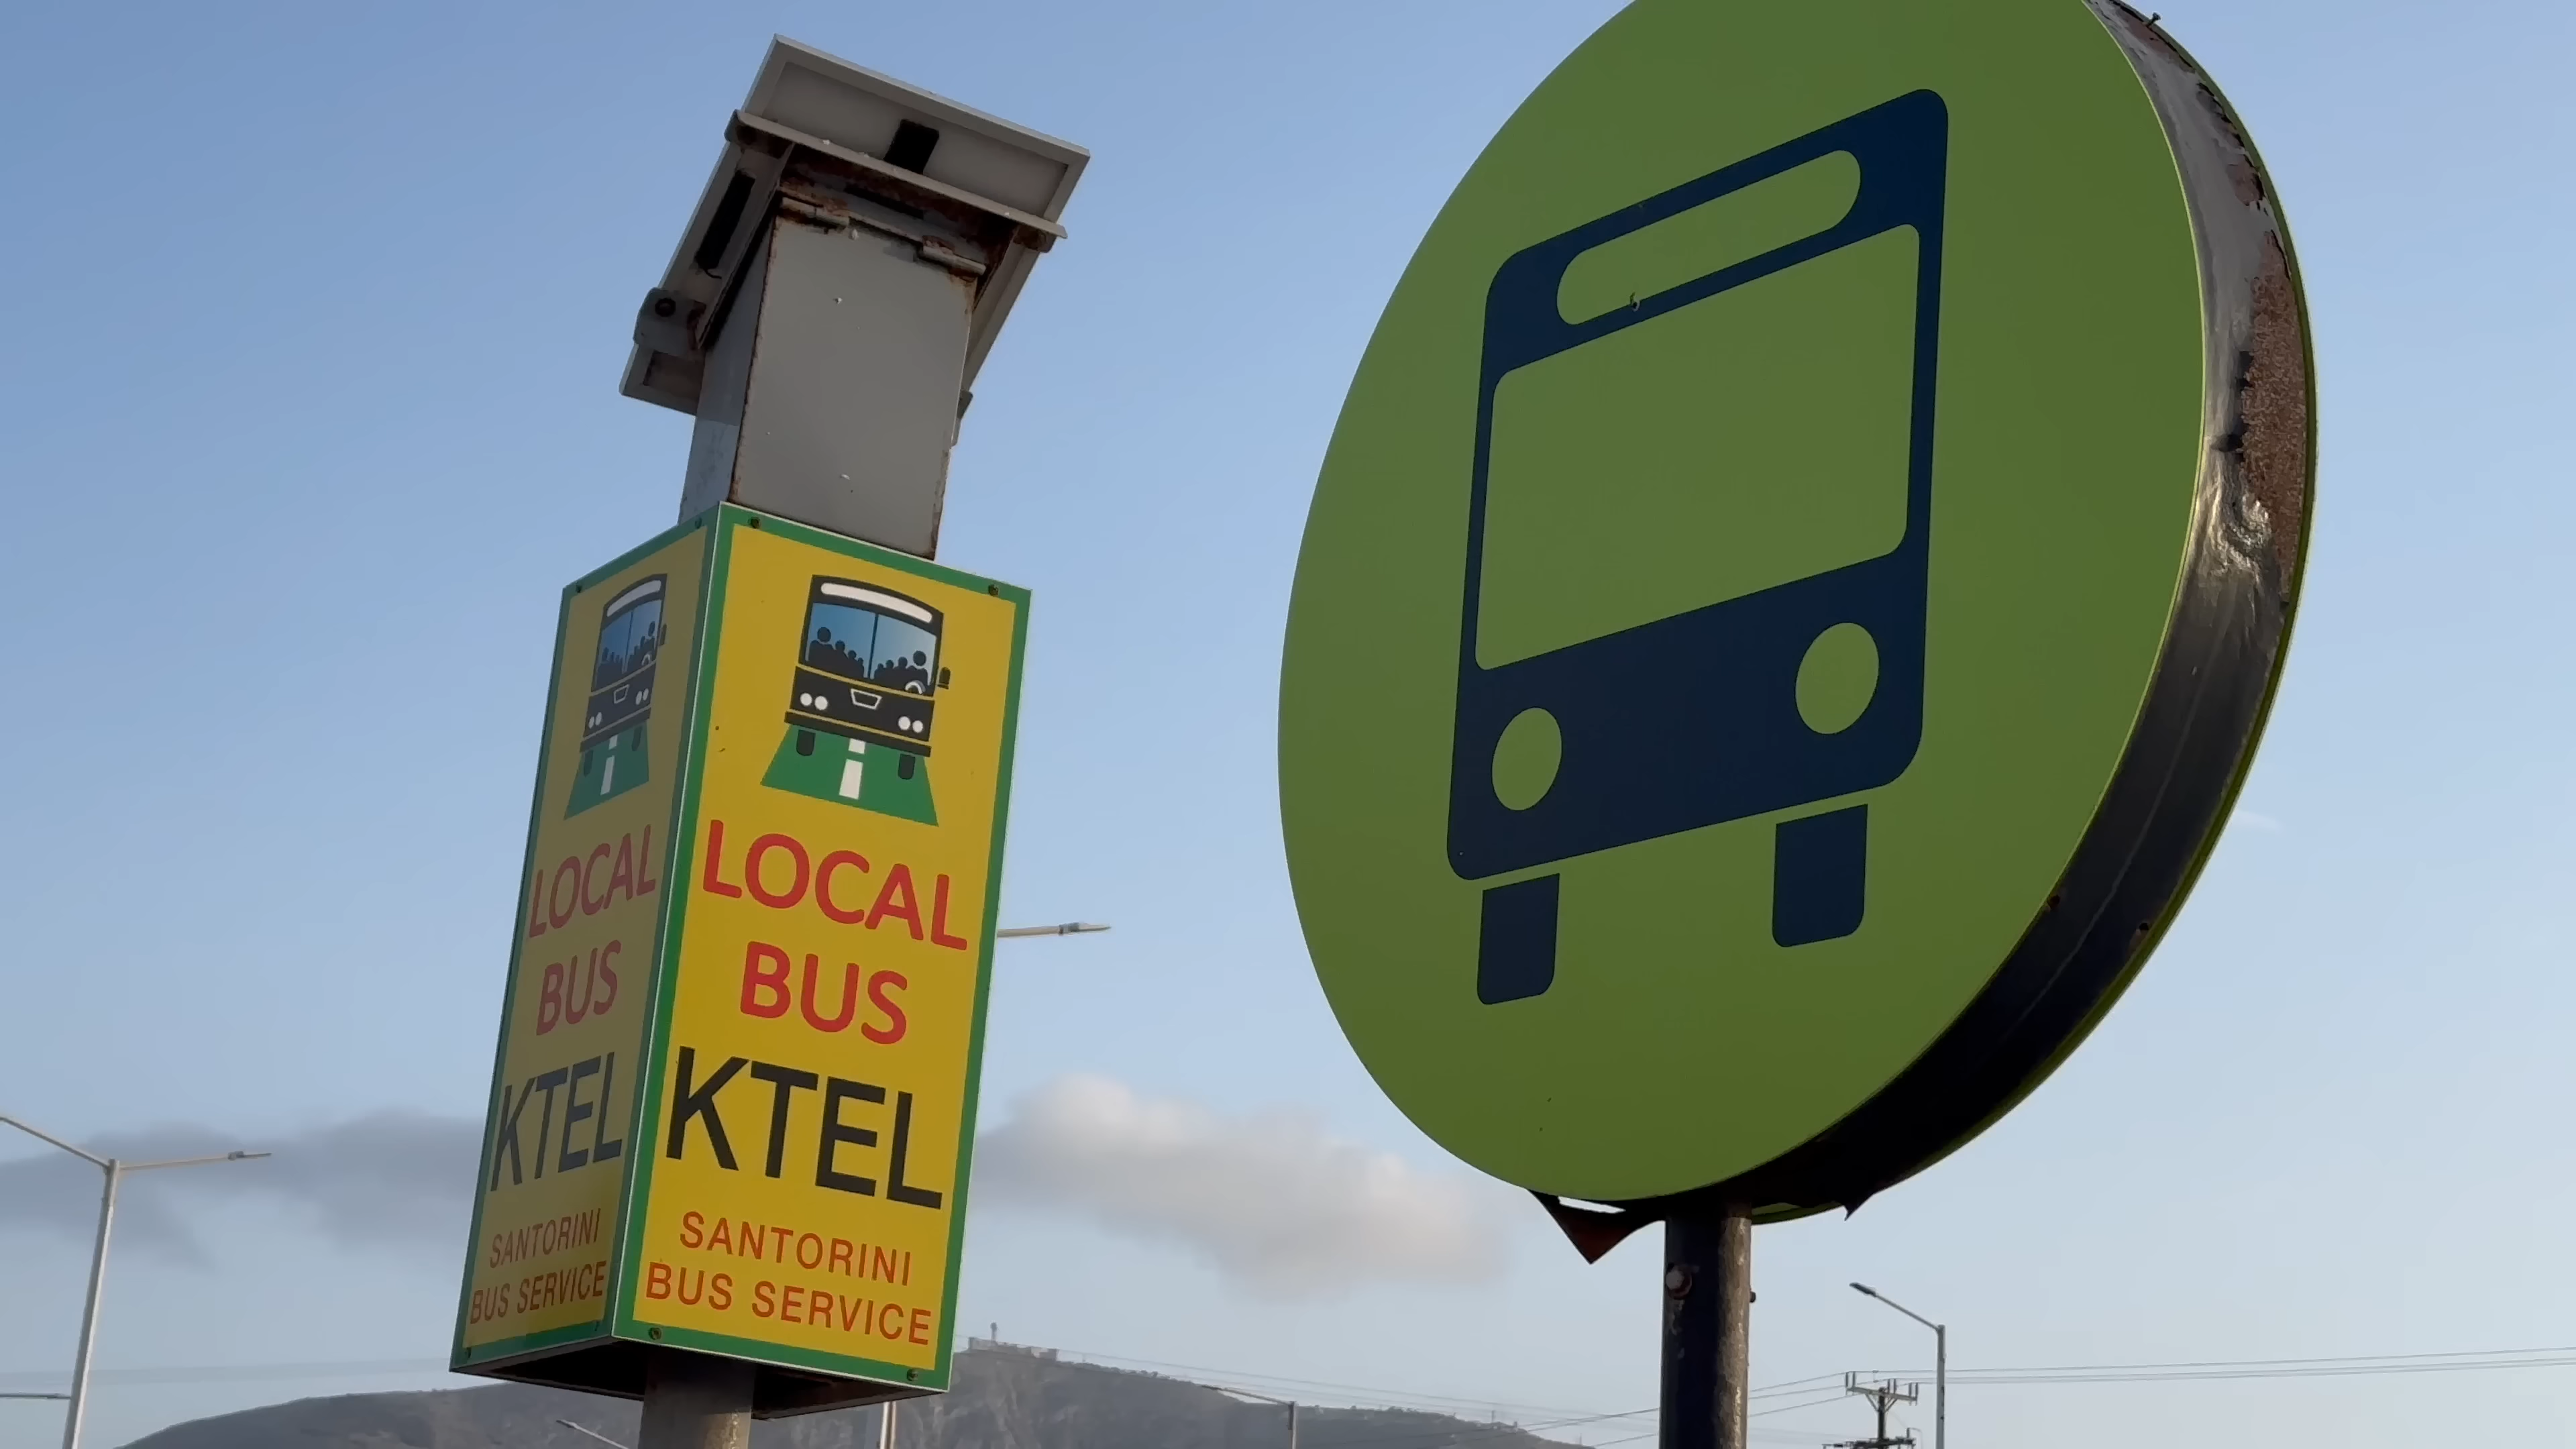 LOCAL
BUS
KTEL
SANTORINI
BUS SERVICE
LOCAL
BUS
KTEL
SANTORINI
BUS SERVICE